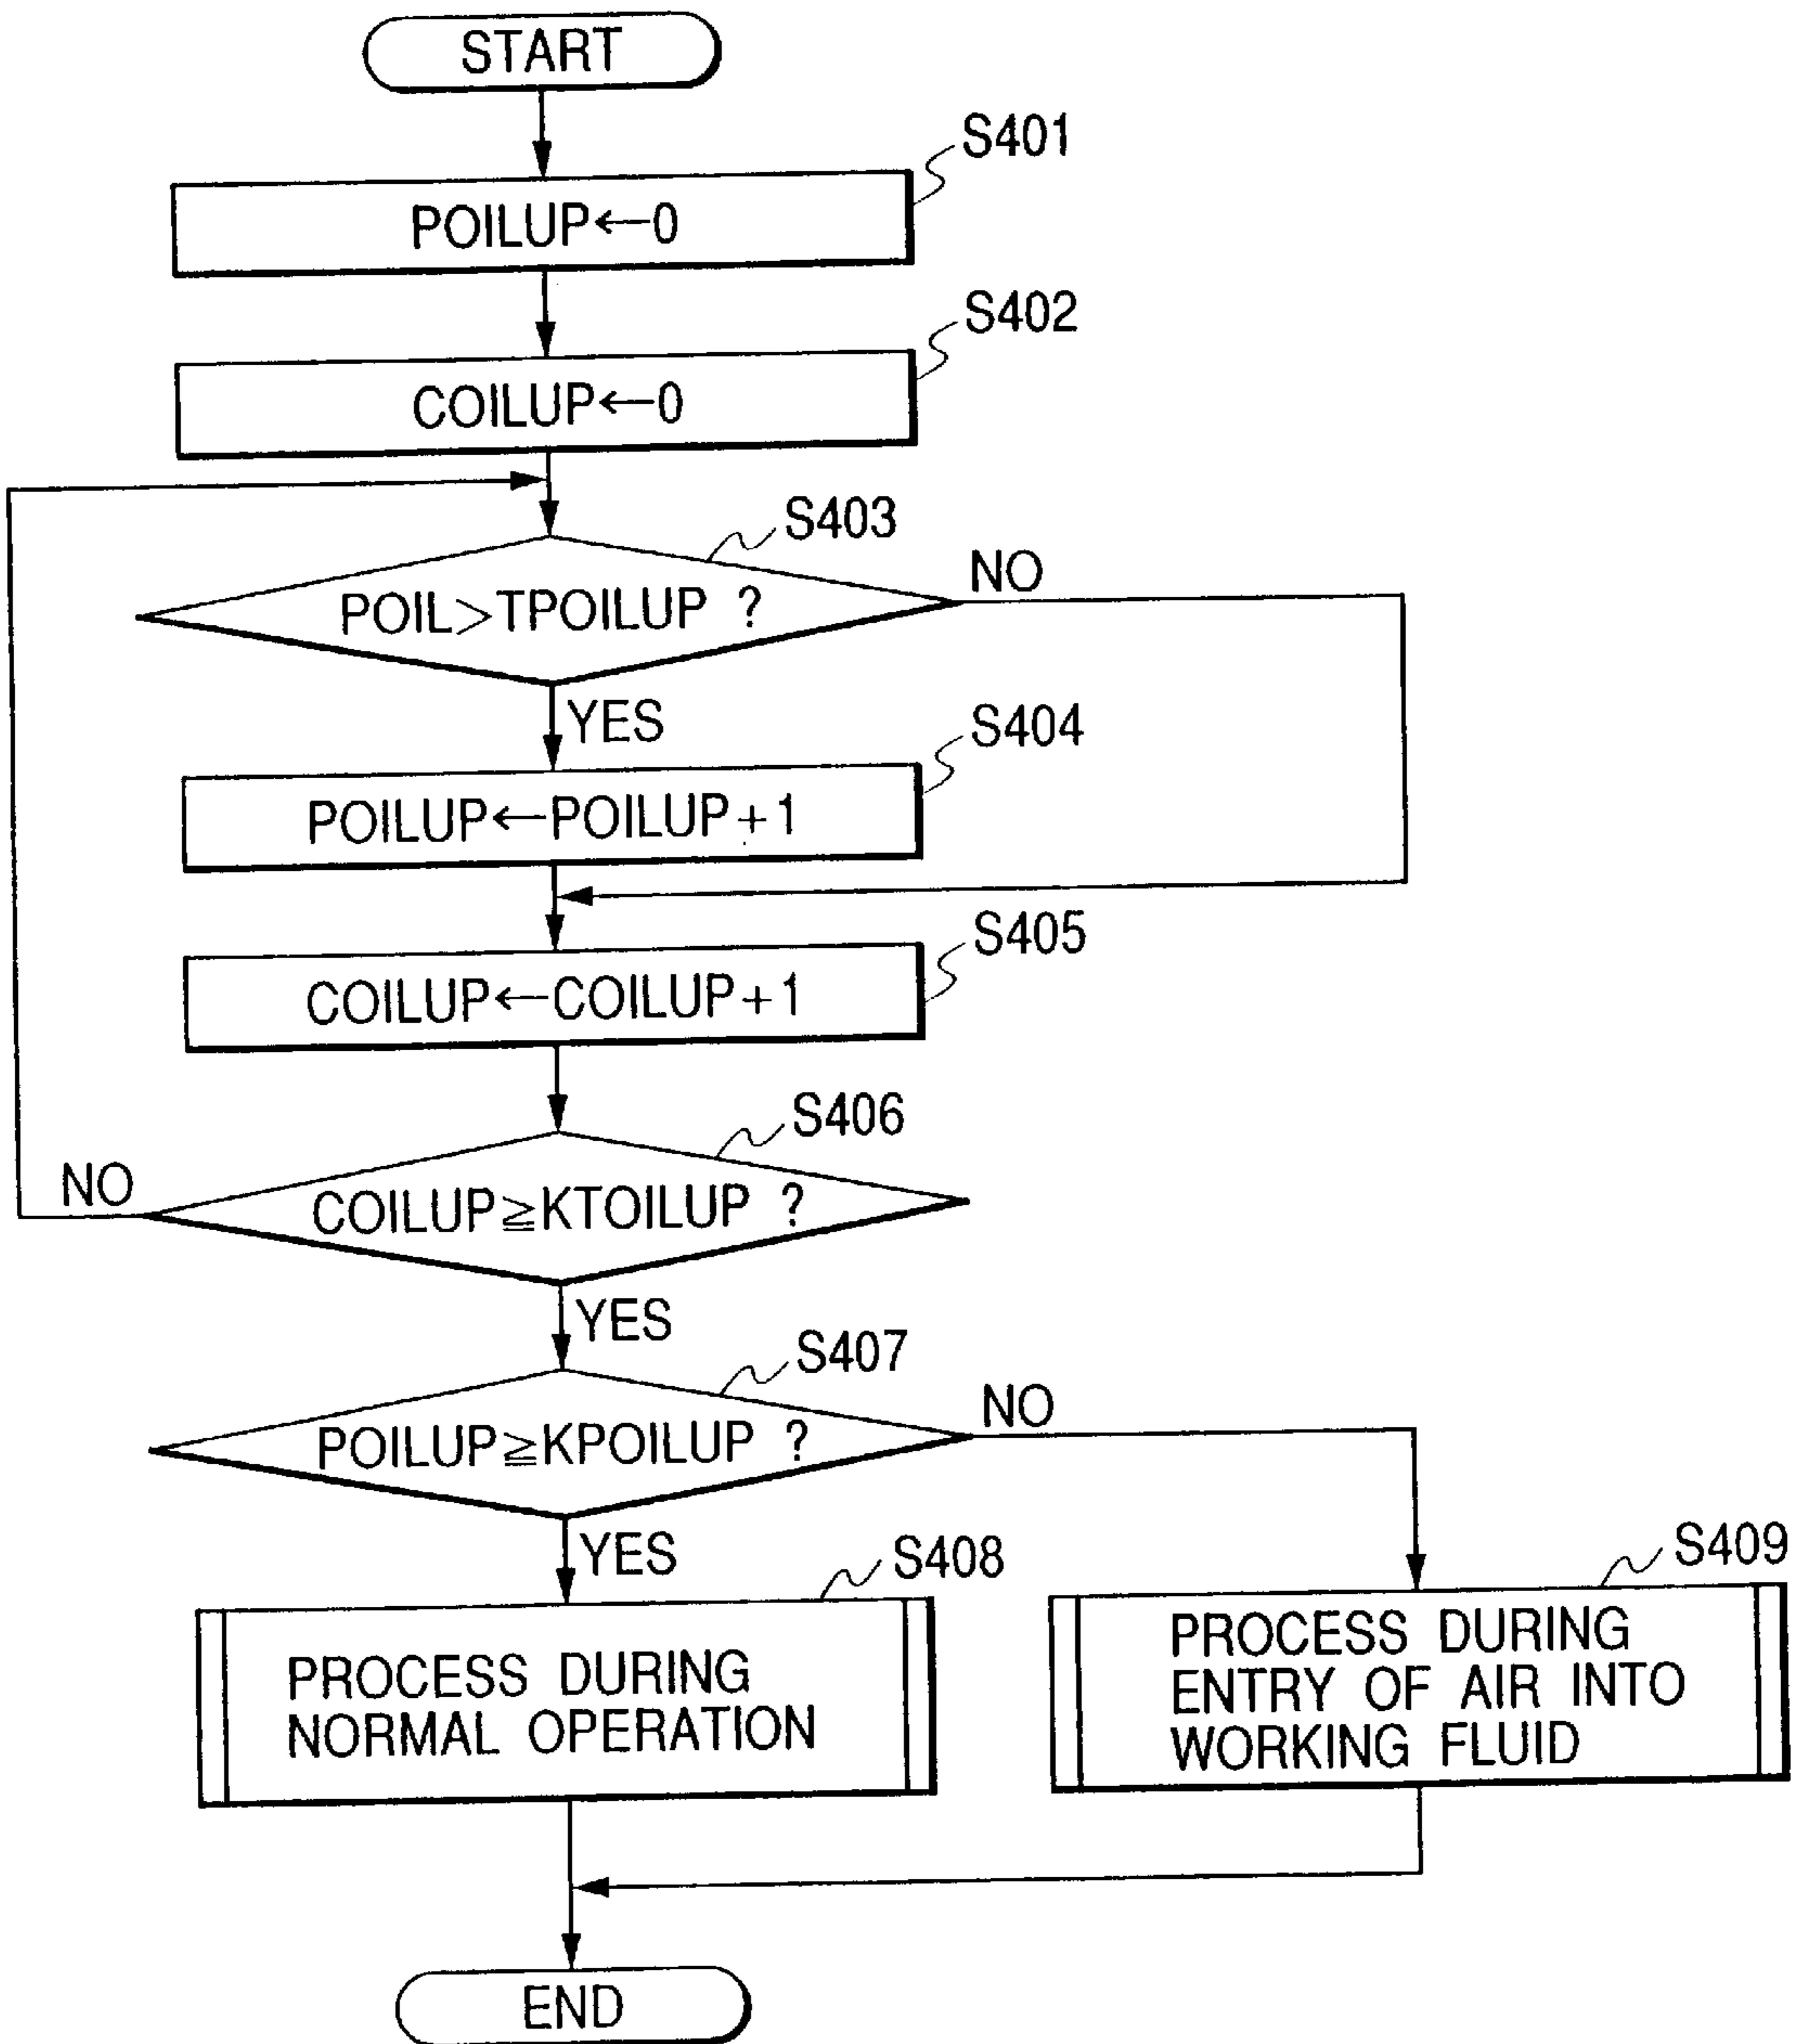 START
S401
POILUP←0
S402
COILUP←0
S403
POIL>TPOILUP ?
NO
YES
S404
POILUP←POILUP+1
S405
COILUP←COILUP+1
S406
NO
COILUP≧KTOILUP ?
YES
S407
POILUP≧KPOILUP ?
NO
YES
S408
PROCESS DURING
NORMAL OPERATION
S409
PROCESS DURING
ENTRY OF AIR INTO
WORKING FLUID
END